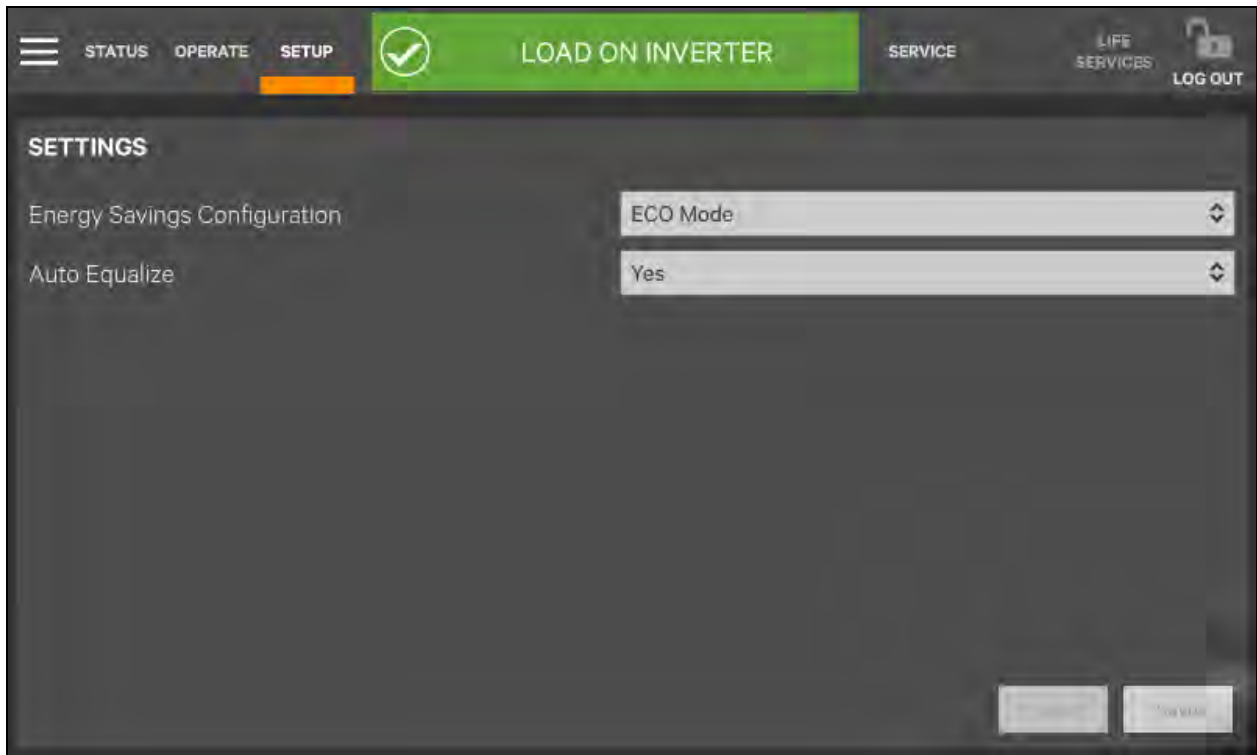 STATUS OPERATE SETUP LOAD ON INVERTER SERVICE LIFE SERVICES LOG OUT
SETTINGS
Energy Savings Configuration ECO Mode
Auto Equalize Yes